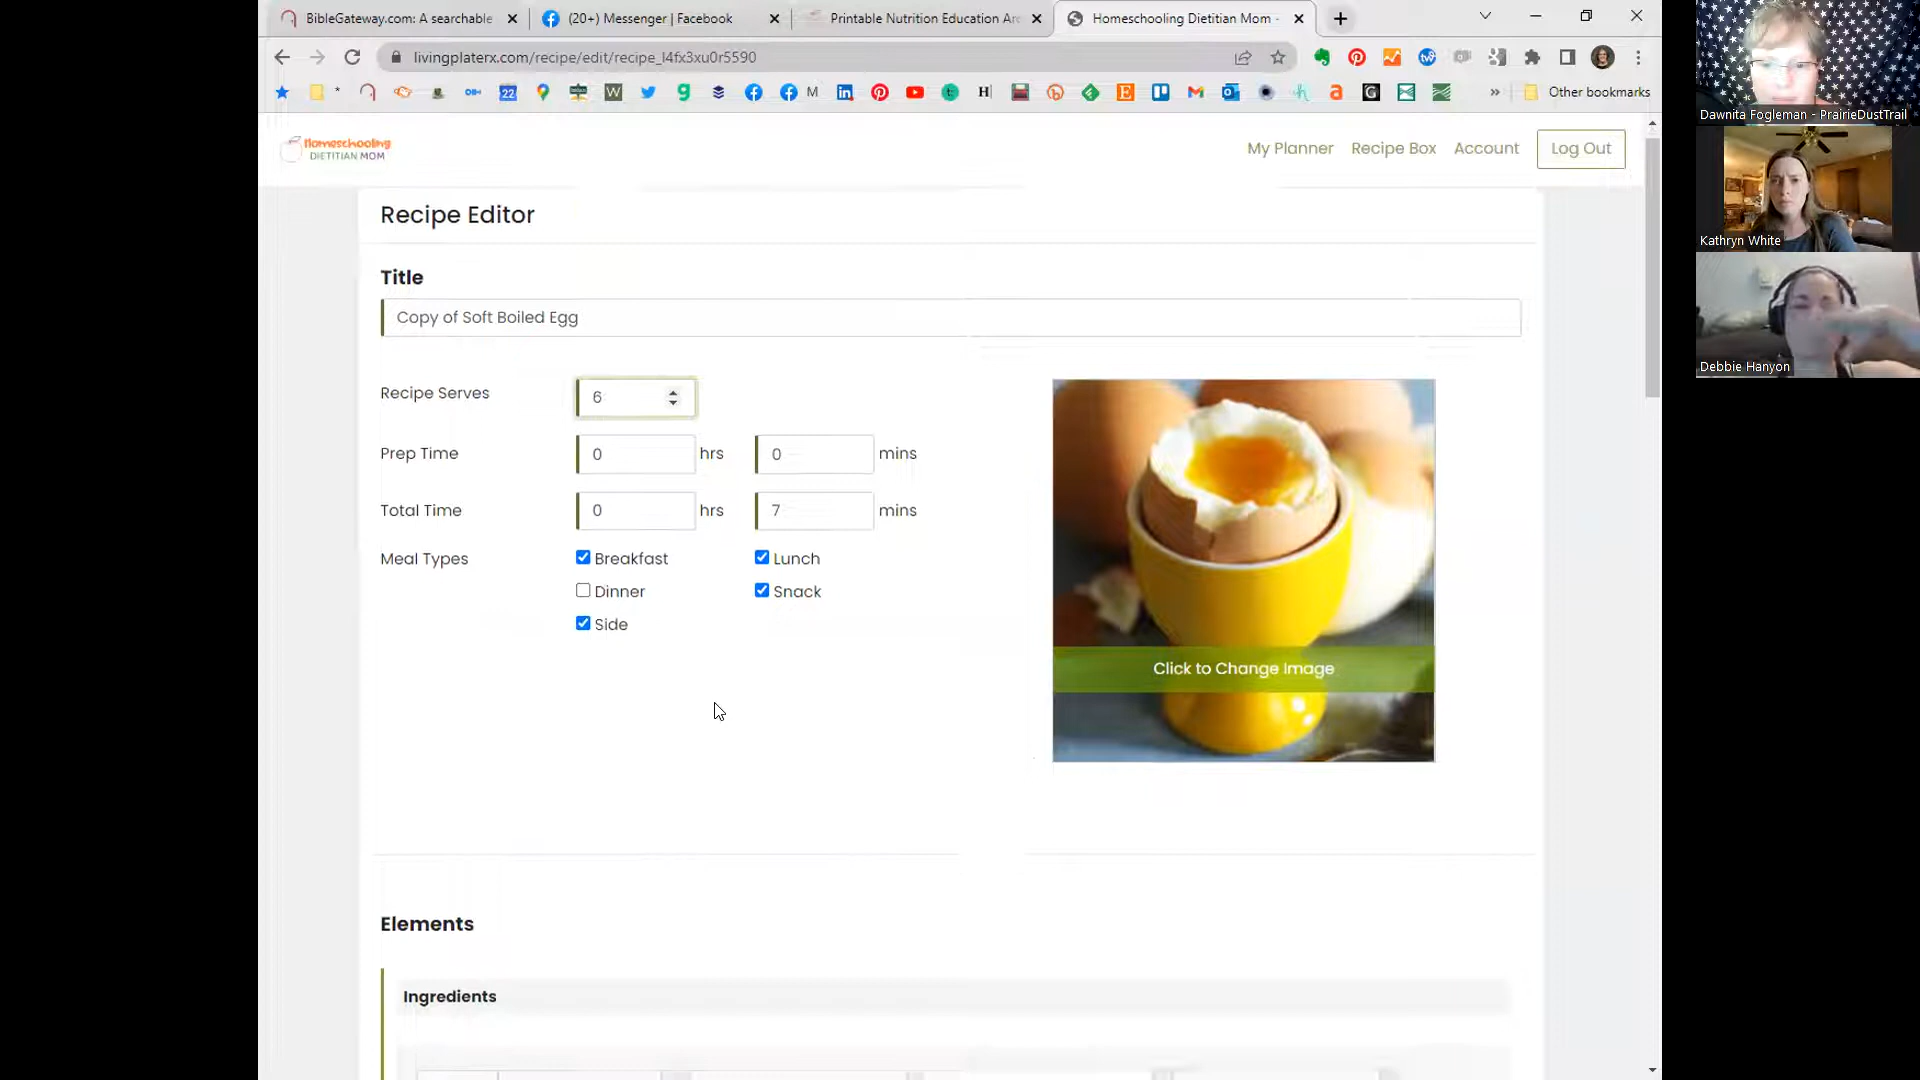 BibleGateway.com: A searchable
(20+) Messenger | Facebook
Printable Nutrition Education Arc
Homeschooling Dietitian Mom -
livingplaterx.com/recipe/edit/recipe_l4fx3xu0r5590
M
Other bookmarks
Homeschooling
DIETITIAN MOM
My Planner
Recipe Box
Account
Log Out
Recipe Editor
Title
Copy of Soft Boiled Egg
Recipe Serves
6
Prep Time
0 hrs
0 mins
Total Time
0 hrs
7 mins
Meal Types
Breakfast
Lunch
Dinner
Snack
Side
Click to Change Image
Elements
Ingredients
Dawnita Fogleman - PrairieDustTrail
Kathryn White
Debbie Hanyon